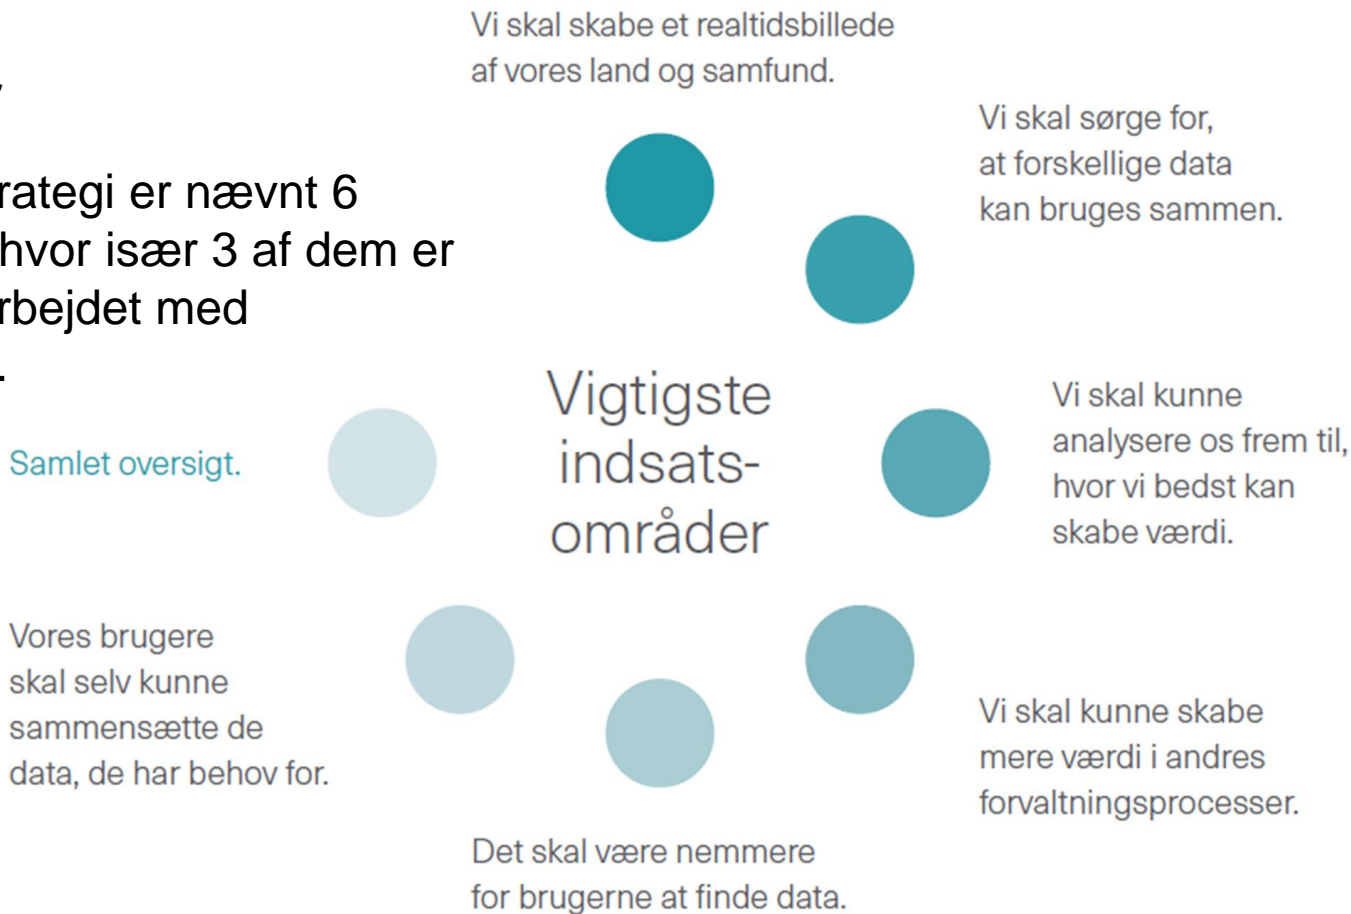 rategi er nævnt 6
hvor især 3 af dem er
rbejdet med
.
Vi skal skabe et realtidsbillede
af vores land og samfund.
Vi skal sørge for,
at forskellige data
kan bruges sammen.
Vigtigste
indsats-
områder
Vi skal kunne
analysere os frem til,
hvor vi bedst kan
skabe værdi.
Vi skal kunne skabe
mere værdi i andres
forvaltningsprocesser.
Det skal være nemmere
for brugerne at finde data.
Vores brugere
skal selv kunne
sammensætte de
data, de har behov for.
Samlet oversigt.